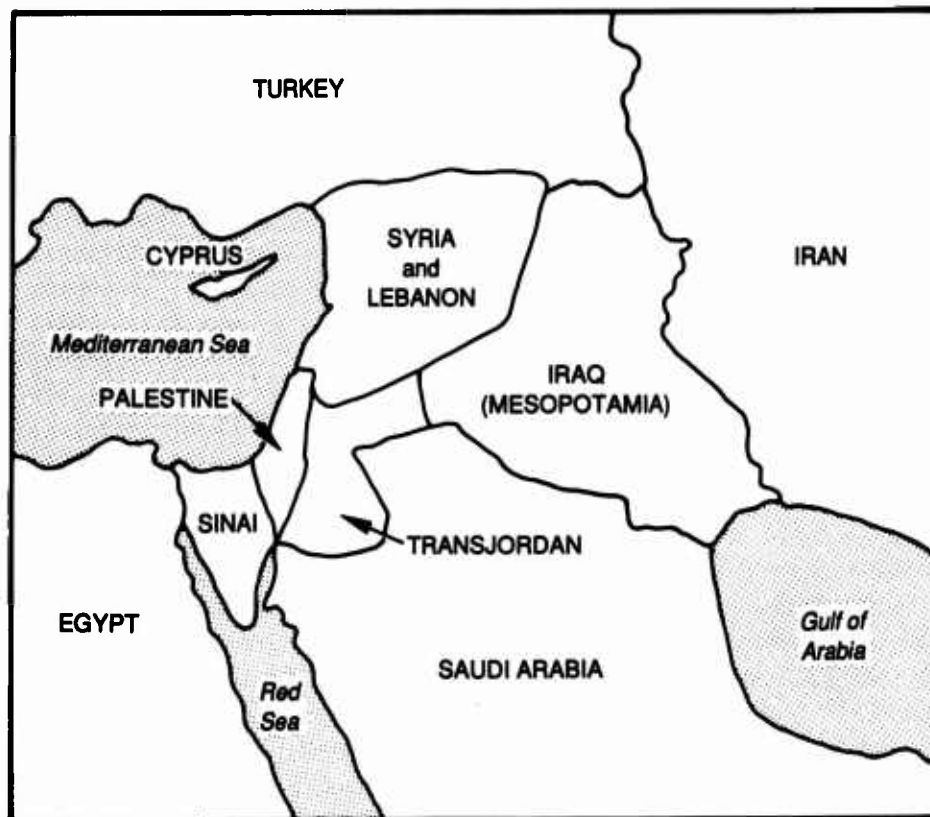 TURKEY
SYRIA
and
LEBANON
CYPRUS
IRAN
Mediterranean Sea
IRAQ
(MESOPOTAMIA)
PALESTINE
SINAI
TRANSJORDAN
EGYPT
Gulf of
Arabia
SAUDI ARABIA
Red
Sea